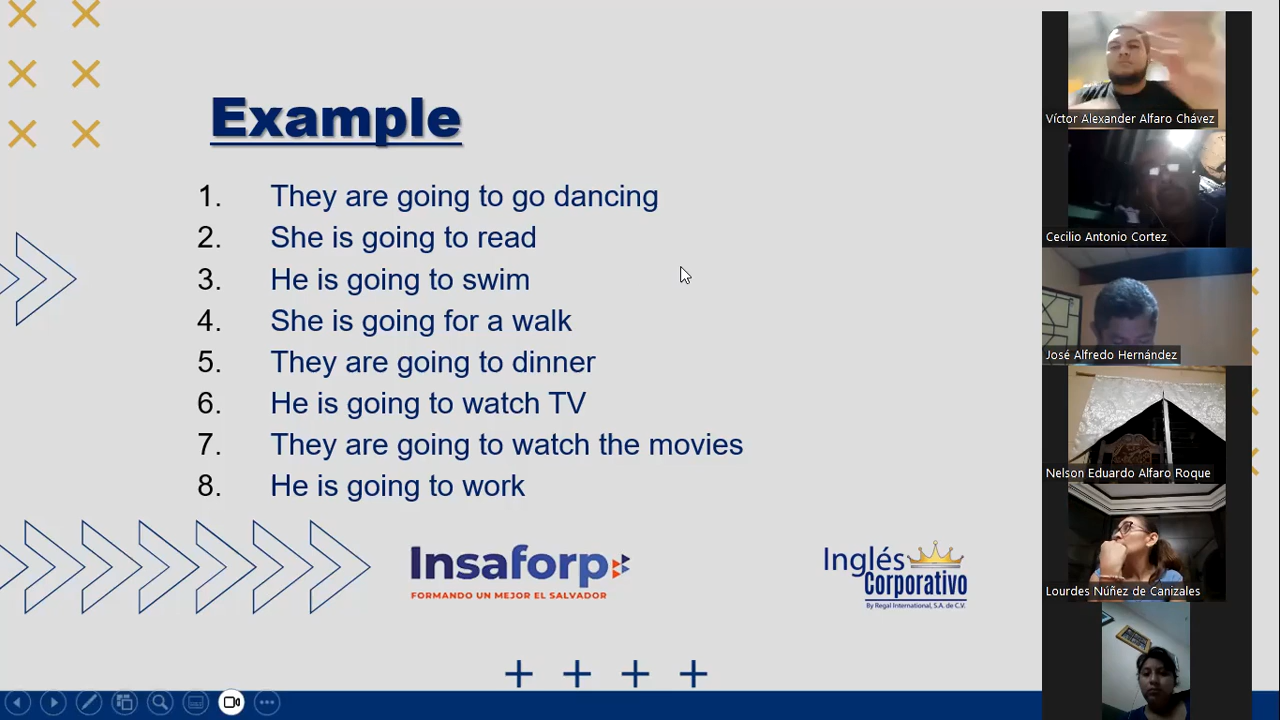 Example
1. They are going to go dancing
2. She is going to read
3. He is going to swim
4. She is going for a walk
5. They are going to dinner
6. He is going to watch TV
7. They are going to watch the movies
8. He is going to work
Insaforp
FORMANDO UN MEJOR EL SALVADOR
Inglés
Corporativo
By Regal International, S.A. de C.V.
Víctor Alexander Alfaro Chávez
Cecilio Antonio Cortez
José Alfredo Hernández
Nelson Eduardo Alfaro Roque
Lourdes Núñez de Canizales